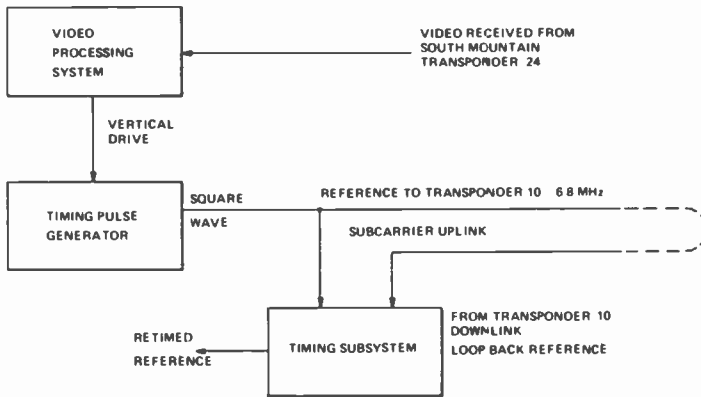 VIDEO
PROCESSING
SYSTEM
VIDEO RECEIVED FROM
SOUTH MOUNTAIN
TRANSPONDER 24
VERTICAL
DRIVE
TIMING PULSE
GENERATOR
SQUARE
WAVE
REFERENCE TO TRANSPONDER 10 6.8 MHz
SUBCARRIER UPLINK
TIMING SUBSYSTEM
FROM TRANSPONDER 10
DOWNLINK
LOOP BACK REFERENCE
RETIMED
REFERENCE